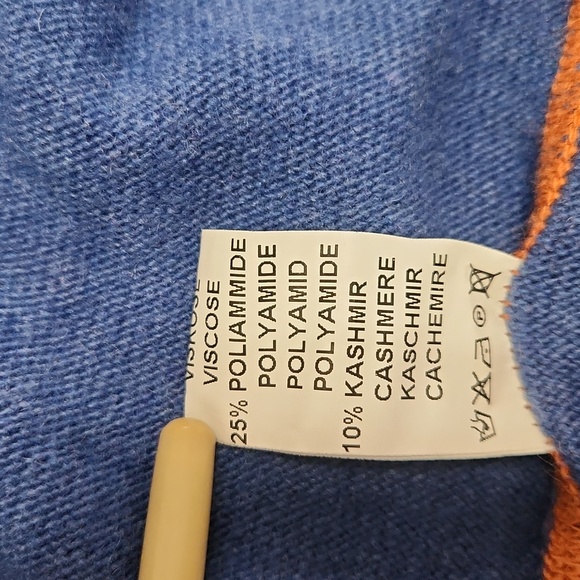 VISKOSE
VISCOSE
25% POLIAMMIDE
POLYAMIDE
POLYAMID
POLYAMIDE
10% KASHMIR
CASHMERE
KASCHMIR
CACHEMIRE